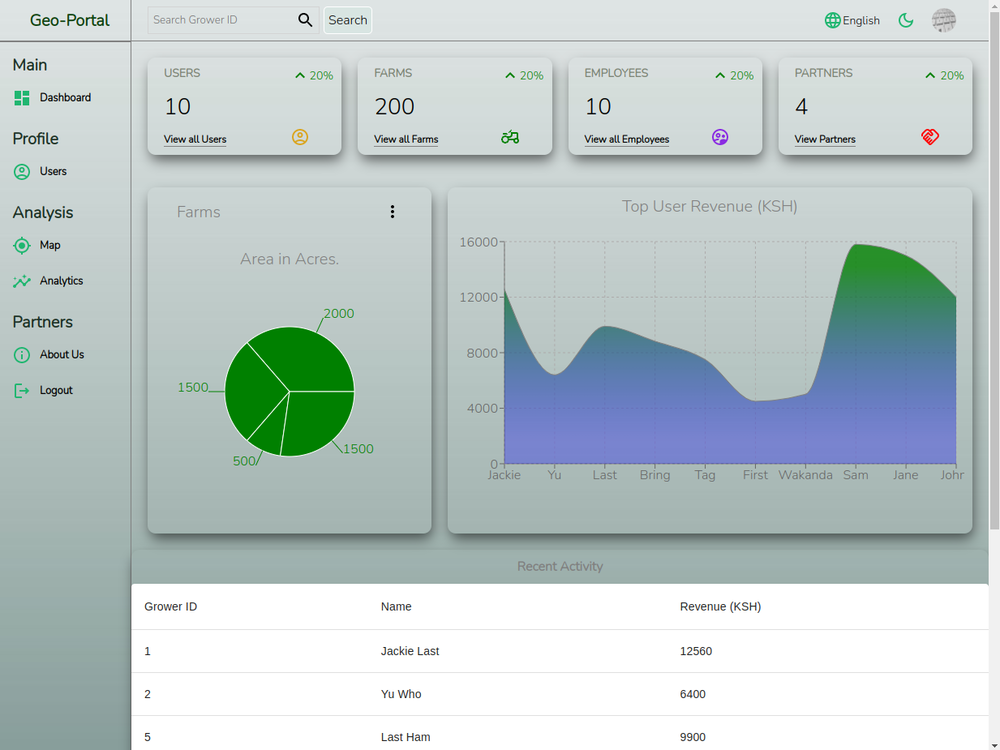 Geo-Portal
Search Grower ID
Search
English
Main
Dashboard
Profile
Users
Analysis
Map
Analytics
Partners
About Us
Logout
USERS
20%
10
View all Users
FARMS
20%
200
View all Farms
EMPLOYEES
20%
10
View all Employees
PARTNERS
20%
4
View Partners
Farms
Area in Acres.
2000
1500
500
1500
Top User Revenue (KSH)
16000
12000
8000
4000
0
Jackie Yu Last Bring Tag First Wakanda Sam Jane Johr
Recent Activity
Grower ID Name Revenue (KSH)
1 Jackie Last 12560
2 Yu Who 6400
5 Last Ham 9900